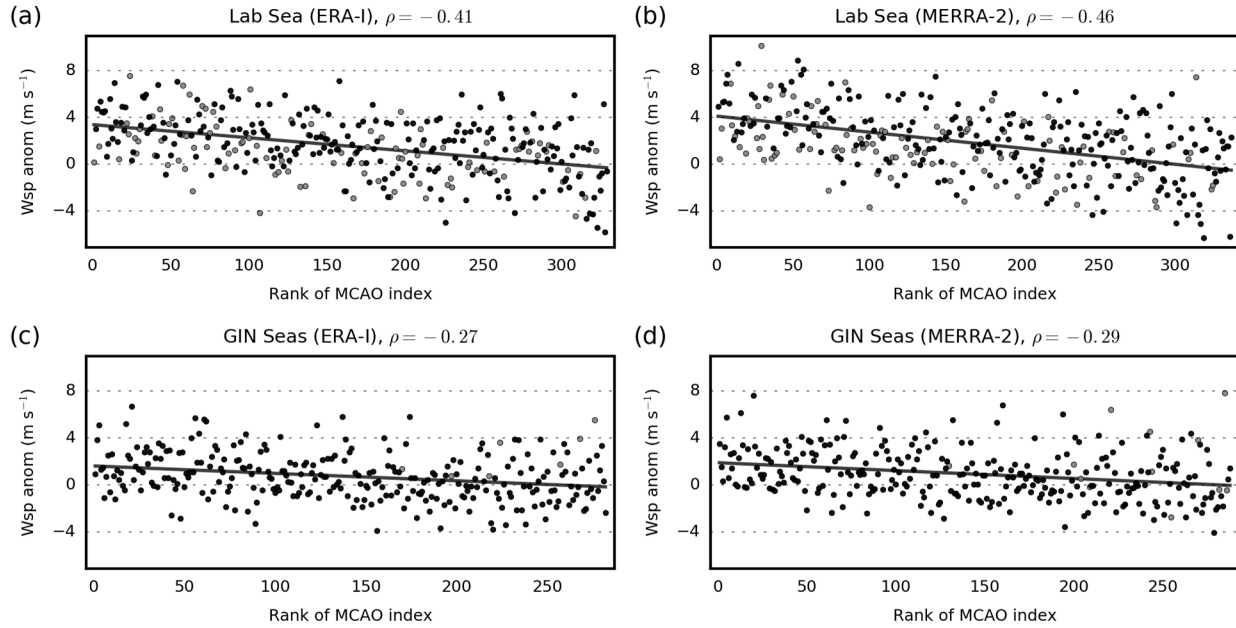 (a) Lab Sea (ERA-I), ρ = −0.41
Wsp anom (m s⁻¹)
8
4
0
−4
0 50 100 150 200 250 300
Rank of MCAO index
(b) Lab Sea (MERRA-2), ρ = −0.46
Wsp anom (m s⁻¹)
8
4
0
−4
0 50 100 150 200 250 300
Rank of MCAO index
(c) GIN Seas (ERA-I), ρ = −0.27
Wsp anom (m s⁻¹)
8
4
0
−4
0 50 100 150 200 250
Rank of MCAO index
(d) GIN Seas (MERRA-2), ρ = −0.29
Wsp anom (m s⁻¹)
8
4
0
−4
0 50 100 150 200 250
Rank of MCAO index